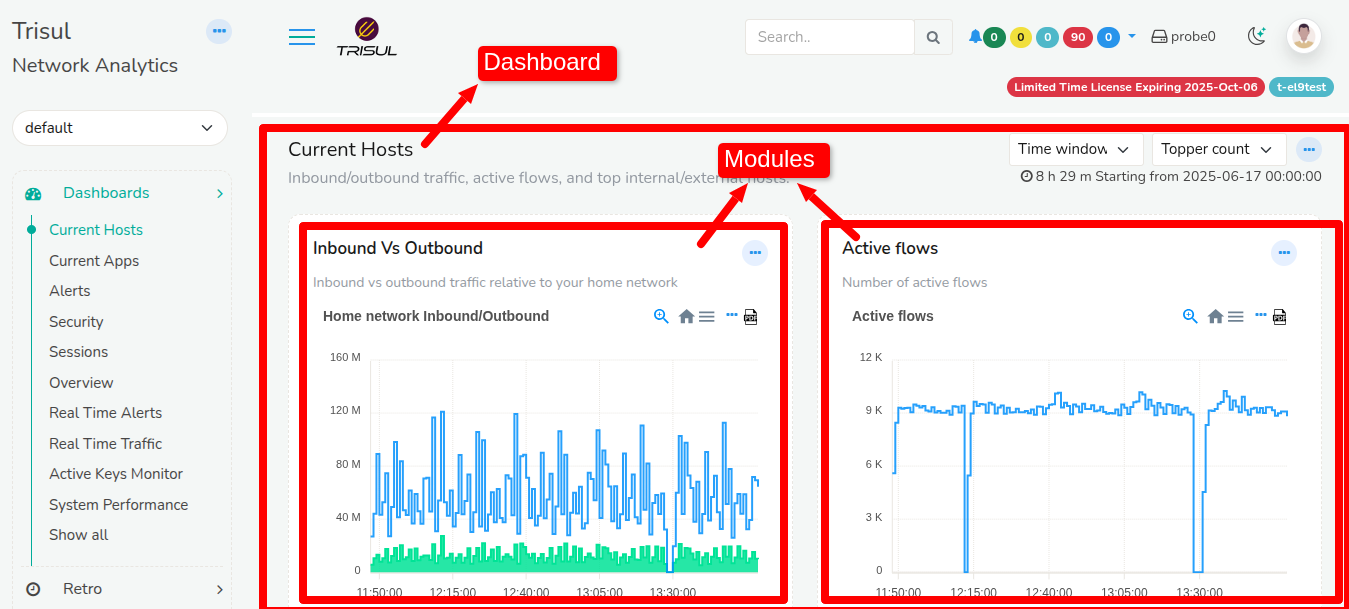 Trisul
Network Analytics
default
Dashboards
Current Hosts
Current Apps
Alerts
Security
Sessions
Overview
Real Time Alerts
Real Time Traffic
Active Keys Monitor
System Performance
Show all
Retro
TRISUL
Search..
0 0 0 90 0
probe0
Limited Time License Expiring 2025-Oct-06 t-el9test
Dashboard
Current Hosts
Inbound/outbound traffic, active flows, and top internal/external hosts.
Modules
Time window
Topper count
8 h 29 m Starting from 2025-06-17 00:00:00
Inbound Vs Outbound
Inbound vs outbound traffic relative to your home network
Home network Inbound/Outbound
PDF
160 M
120 M
80 M
40 M
0
11:50:00 12:15:00 12:40:00 13:05:00 13:30:00
Active flows
Number of active flows
Active flows
PDF
12 K
9 K
6 K
3 K
0
11:50:00 12:15:00 12:40:00 13:05:00 13:30:00